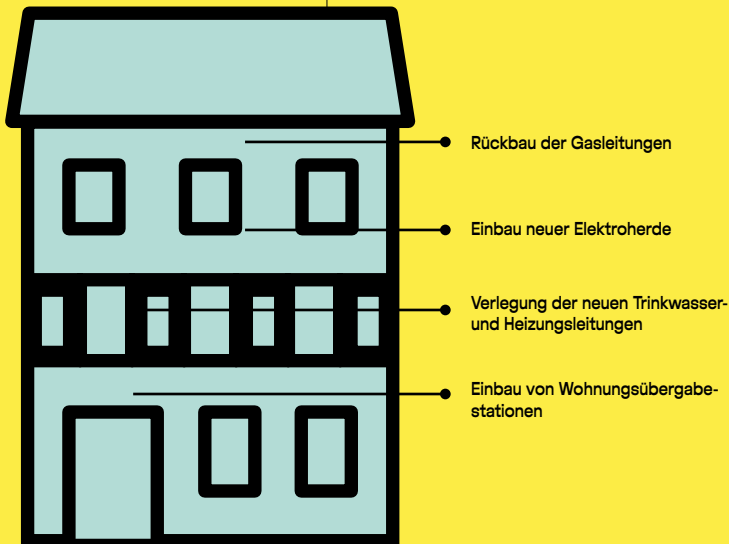 Rückbau der Gasleitungen
Einbau neuer Elektroherde
Verlegung der neuen Trinkwasser-
und Heizungsleitungen
Einbau von Wohnungsübergabe-
stationen